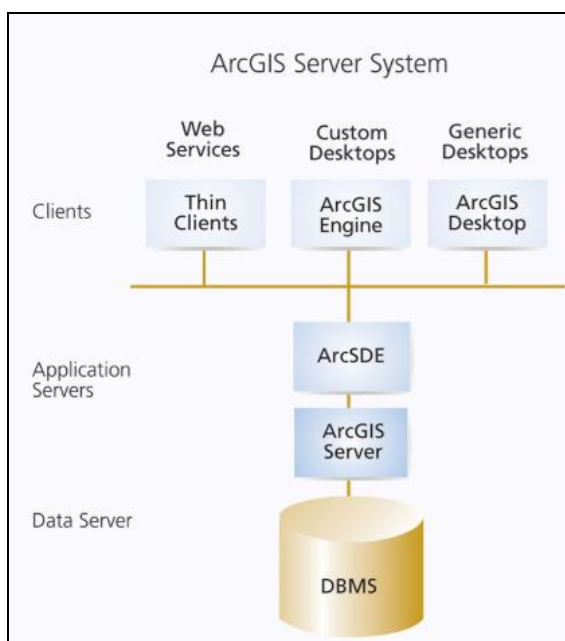 ArcGIS Server System
Web
Services
Custom
Desktops
Generic
Desktops
Clients
Thin
Clients
ArcGIS
Engine
ArcGIS
Desktop
Application
Servers
ArcSDE
ArcGIS
Server
Data Server
DBMS